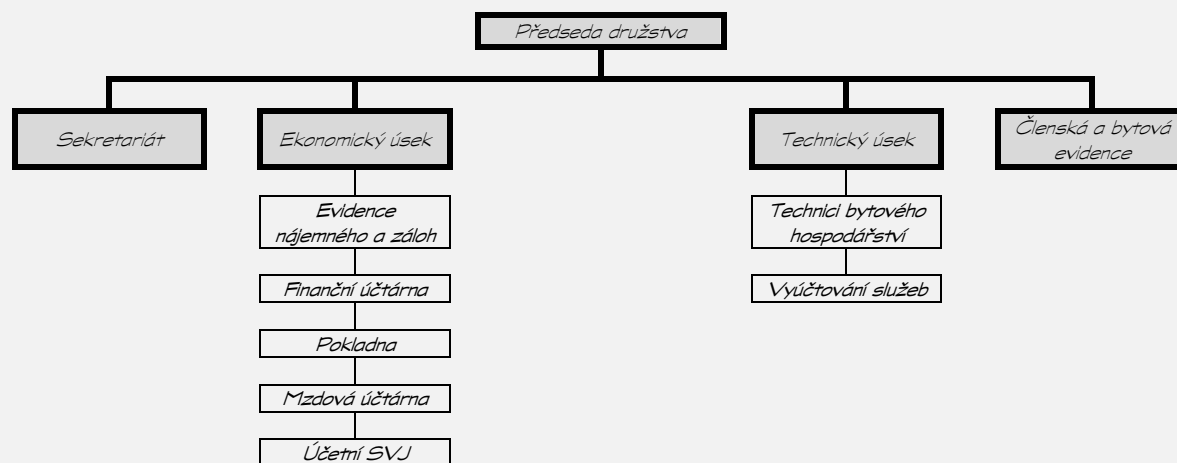 Předseda družstva
Sekretariát
Ekonomický úsek
Technický úsek
Členská a bytová
evidence
Evidence
nájemného a záloh
Finanční účtárna
Pokladna
Mzdová účtárna
Účetní SVJ
Technici bytového
hospodářství
Vyúčtování služeb